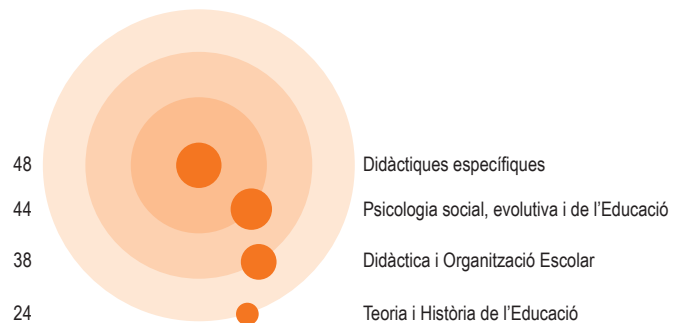 48 Didàctiques específiques
44 Psicologia social, evolutiva i de l’Educació
38 Didàctica i Organització Escolar
24 Teoria i Història de l’Educació